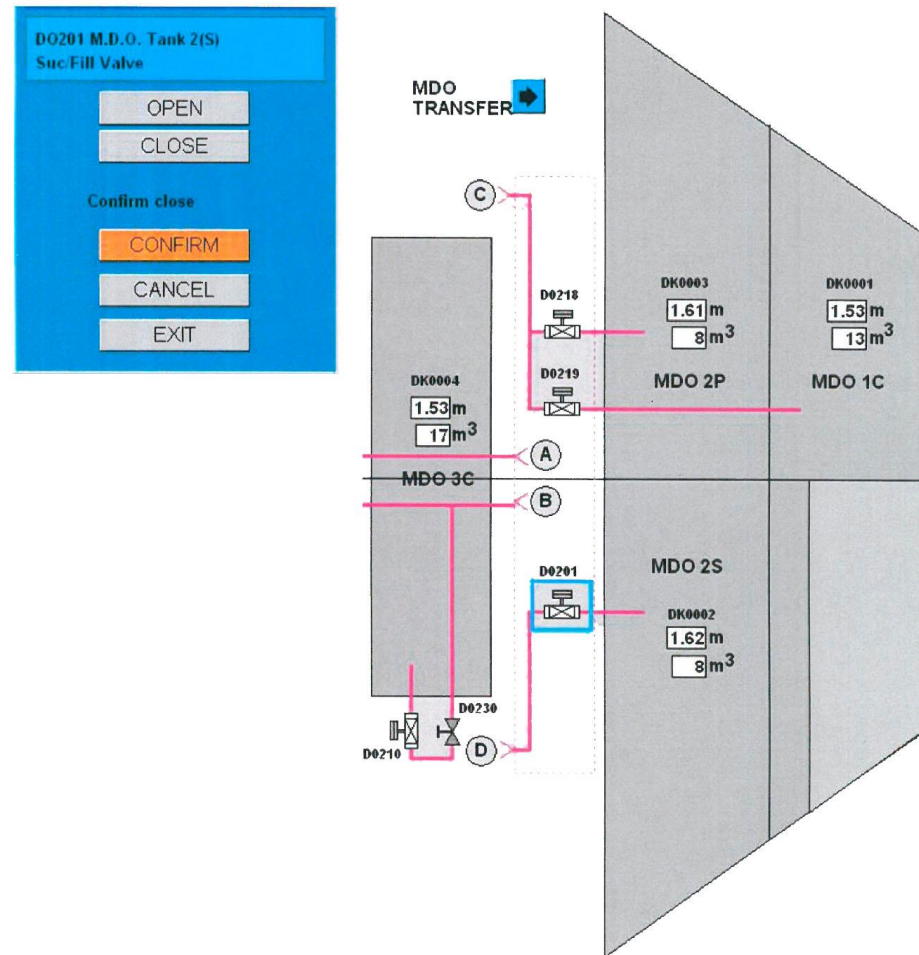 DO201 M.D.O. Tank 2(S)
Suc/Fill Valve
OPEN
CLOSE
Confirm close
CONFIRM
CANCEL
EXIT
MDO
TRANSFER
C
D0218
DK0003
1.61 m
8 m³
MDO 2P
DK0001
1.53 m
13 m³
MDO 1C
D0219
DK0004
1.53 m
17 m³
MDO 3C
A
B
D0201
MDO 2S
DK0002
1.62 m
8 m³
D0210
D0230
D